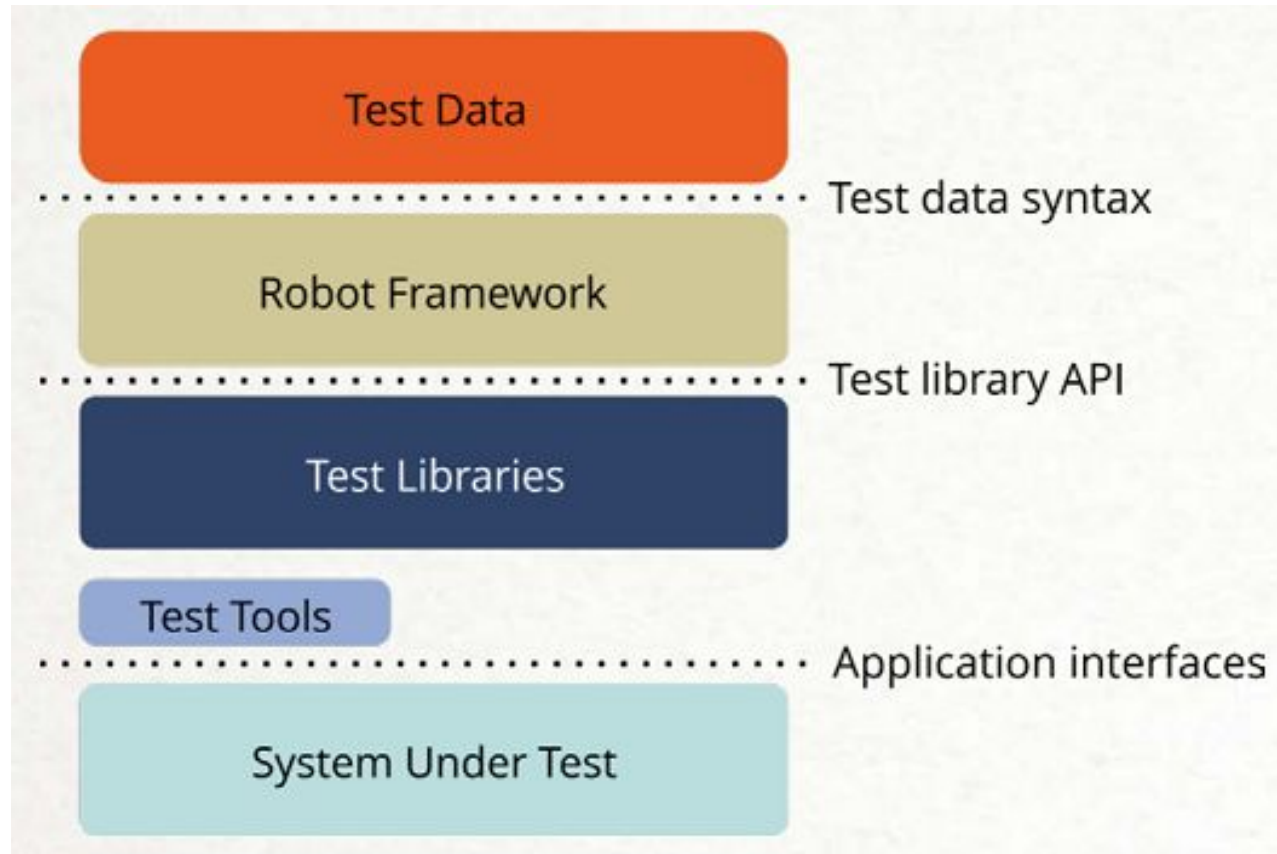 Test Data
Test data syntax
Robot Framework
Test library API
Test Libraries
Test Tools
Application interfaces
System Under Test